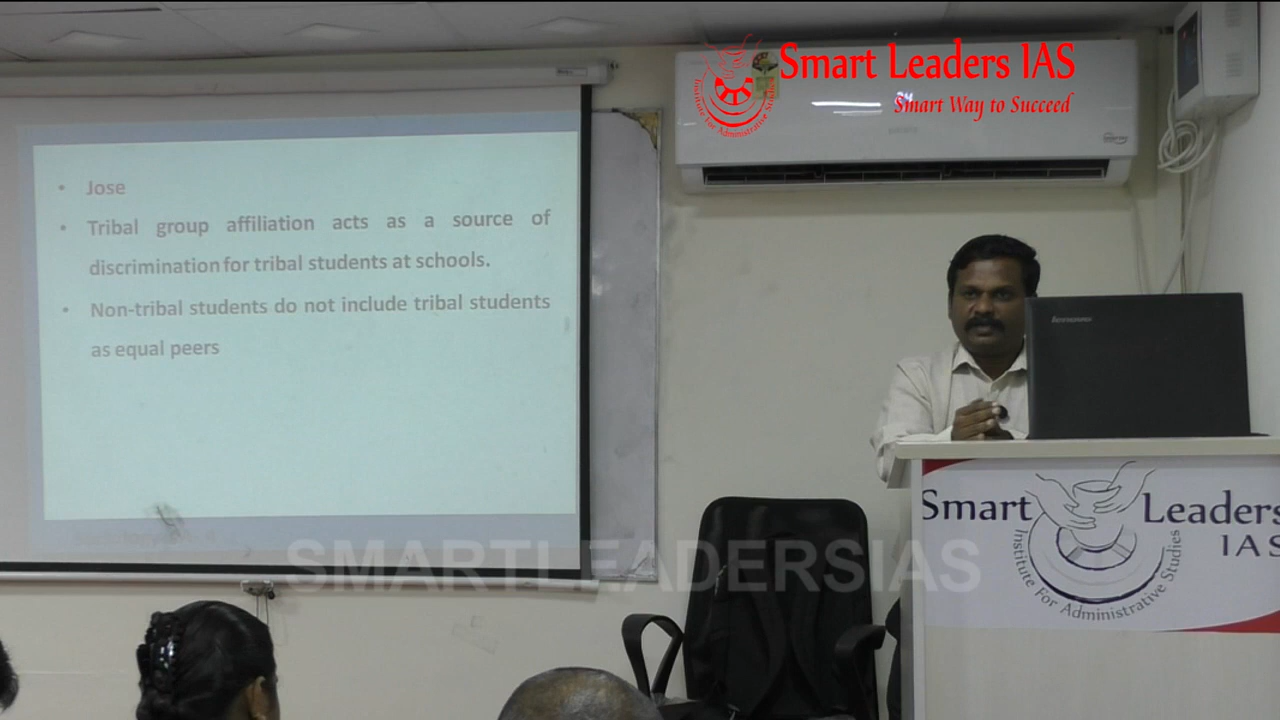 Smart Leaders IAS
Smart Way to Succeed
Institute For Administrative Studies
• Jose
• Tribal group affiliation acts as a source of
discrimination for tribal students at schools.
• Non-tribal students do not include tribal students
as equal peers
lenovo
Smart Leaders
IAS
Institute For Administrative Studies
SMARTLEADERSIAS